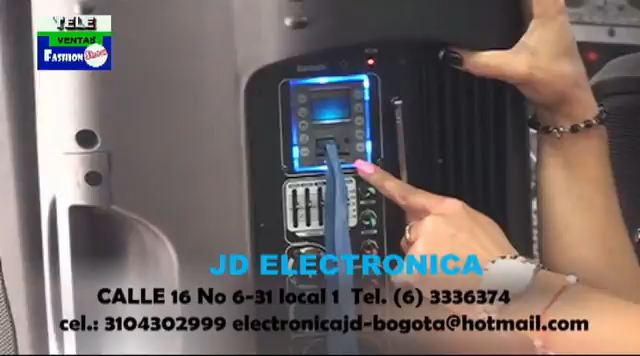 TELE
VENTAS
FASHION
JD ELECTRONICA
CALLE 16 No 6-31 local 1 Tel. (6) 3336374
cel.: 3104302999 electronicajd-bogota@hotmail.com